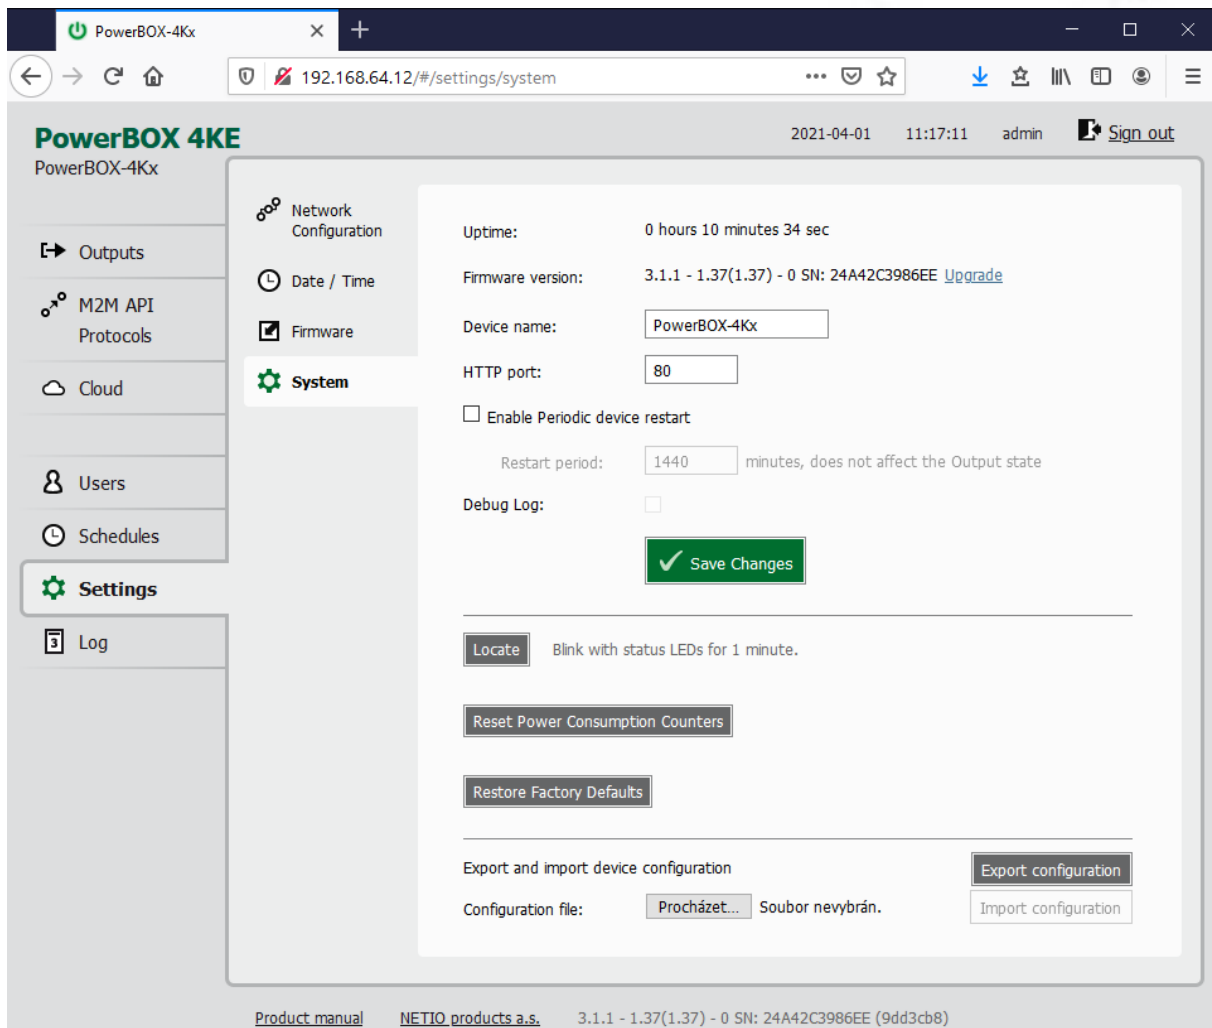 PowerBOX-4Kx
192.168.64.12/#/settings/system
PowerBOX 4KE
PowerBOX-4Kx
2021-04-01 11:17:11 admin Sign out
Outputs
M2M API
Protocols
Cloud
Users
Schedules
Settings
3 Log
Network
Configuration
Date / Time
Firmware
System
Uptime: 0 hours 10 minutes 34 sec
Firmware version: 3.1.1 - 1.37(1.37) - 0 SN: 24A42C3986EE Upgrade
Device name: PowerBOX-4Kx
HTTP port: 80
Enable Periodic device restart
Restart period: 1440 minutes, does not affect the Output state
Debug Log:
Save Changes
Locate Blink with status LEDs for 1 minute.
Reset Power Consumption Counters
Restore Factory Defaults
Export and import device configuration Export configuration
Configuration file: Procházet... Soubor nevybrán. Import configuration
Product manual NETIO products a.s. 3.1.1 - 1.37(1.37) - 0 SN: 24A42C3986EE (9dd3cb8)